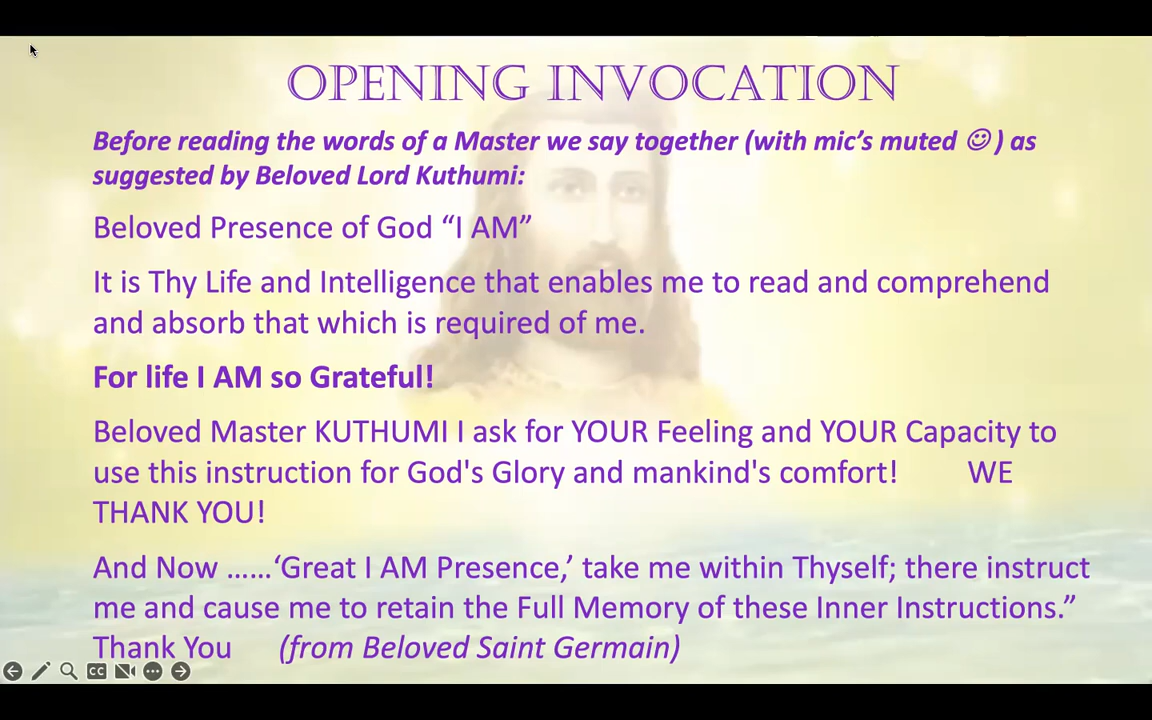 OPENING INVOCATION
Before reading the words of a Master we say together (with mic’s muted ☺) as
suggested by Beloved Lord Kuthumi:
Beloved Presence of God “I AM”
It is Thy Life and Intelligence that enables me to read and comprehend
and absorb that which is required of me.
For life I AM so Grateful!
Beloved Master KUTHUMI I ask for YOUR Feeling and YOUR Capacity to
use this instruction for God's Glory and mankind's comfort! WE
THANK YOU!
And Now ……‘Great I AM Presence,’ take me within Thyself; there instruct
me and cause me to retain the Full Memory of these Inner Instructions.”
Thank You (from Beloved Saint Germain)
CC